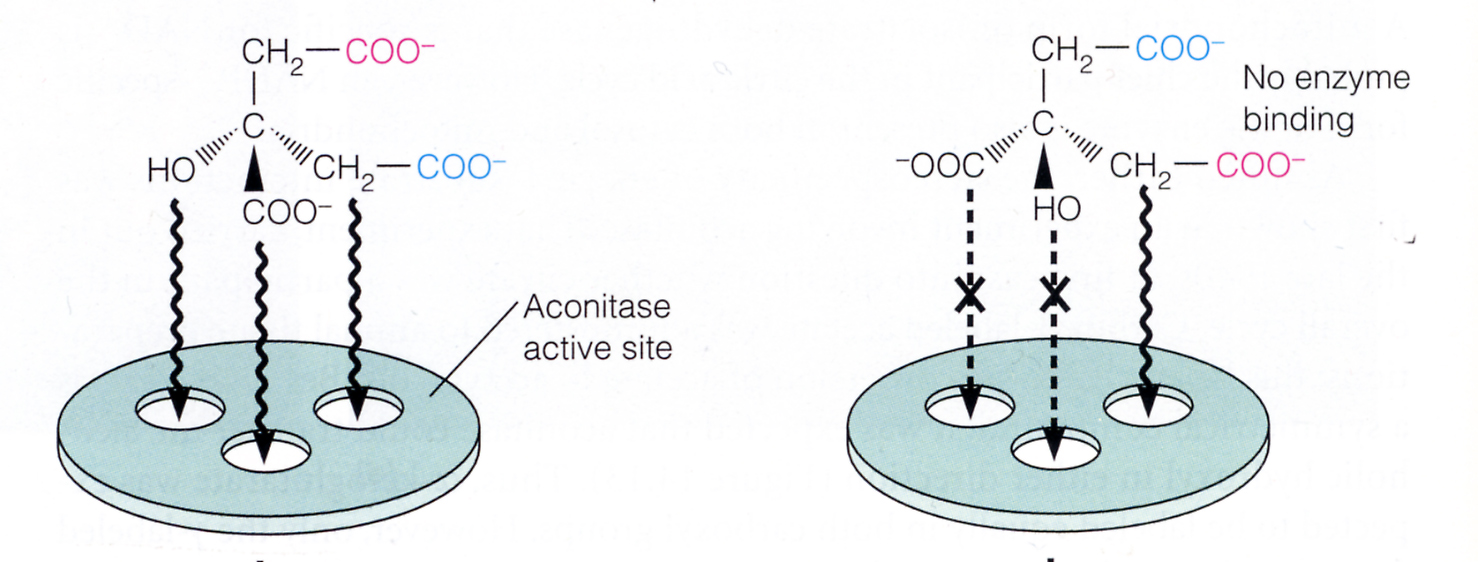 CH₂—COO⁻
C
HO
CH₂—COO⁻
COO⁻
Aconitase
active site
CH₂—COO⁻
No enzyme
binding
C
⁻OOC
CH₂—COO⁻
HO